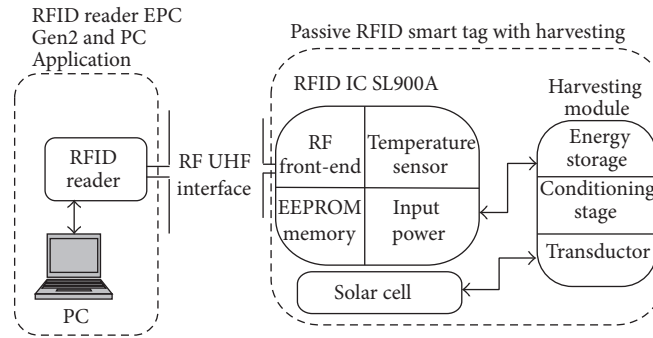 RFID reader EPC
Gen2 and PC
Application
RFID
reader
PC
RF UHF
interface
Passive RFID smart tag with harvesting
RFID IC SL900A
RF
front-end
Temperature
sensor
EEPROM
memory
Input
power
Solar cell
Harvesting
module
Energy
storage
Conditioning
stage
Transductor